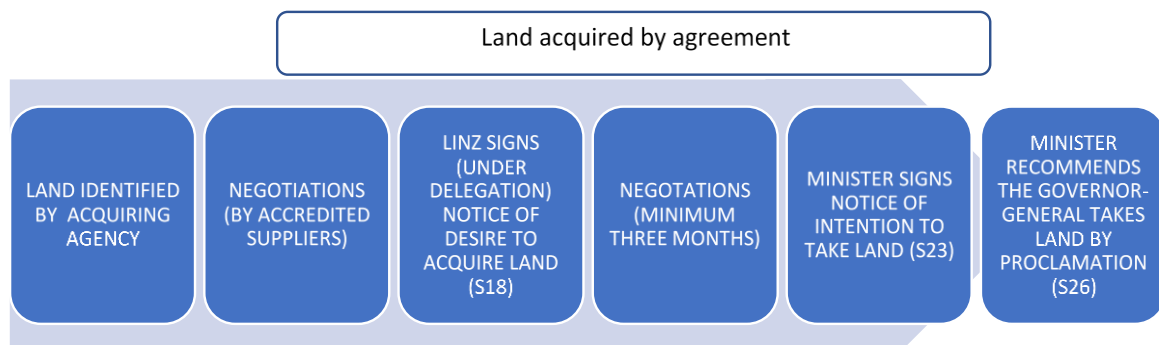 Land acquired by agreement
LAND IDENTIFIED
BY ACQUIRING
AGENCY
NEGOTIATIONS
(BY ACCREDITED
SUPPLIERS)
LINZ SIGNS
(UNDER
DELEGATION)
NOTICE OF
DESIRE TO
ACQUIRE LAND
(S18)
NEGOTATIONS
(MINIMUM
THREE MONTHS)
MINISTER SIGNS
NOTICE OF
INTENTION TO
TAKE LAND (S23)
MINISTER
RECOMMENDS
THE GOVERNOR-
GENERAL TAKES
LAND BY
PROCLAMATION
(S26)